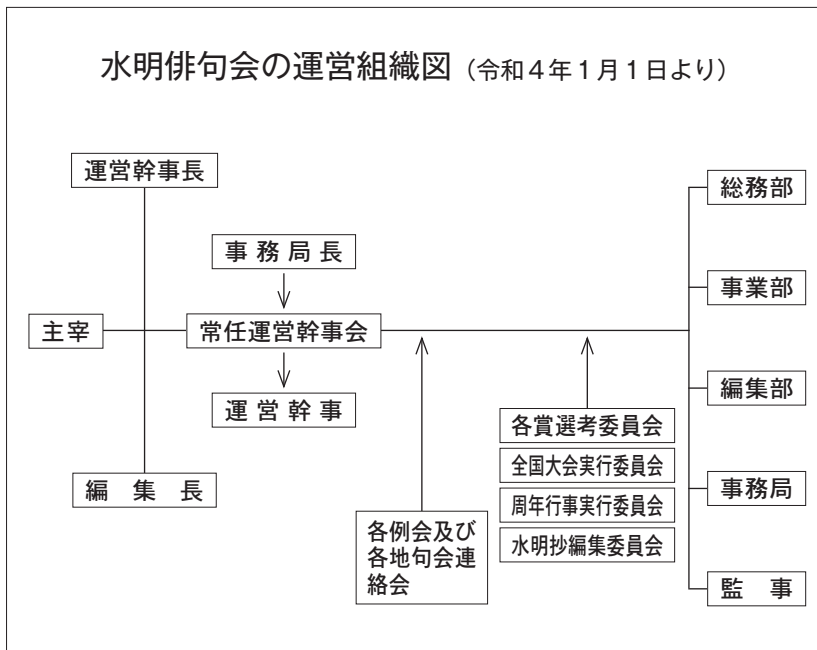 水明俳句会の運営組織図（令和４年１月１日より）
運営幹事長
総務部
事務局長
事業部
主宰
常任運営幹事会
運営幹事
編集部
各賞選考委員会
全国大会実行委員会
編集長
事務局
周年行事実行委員会
各例会及び
各地句会連
絡会
水明抄編集委員会
監　事